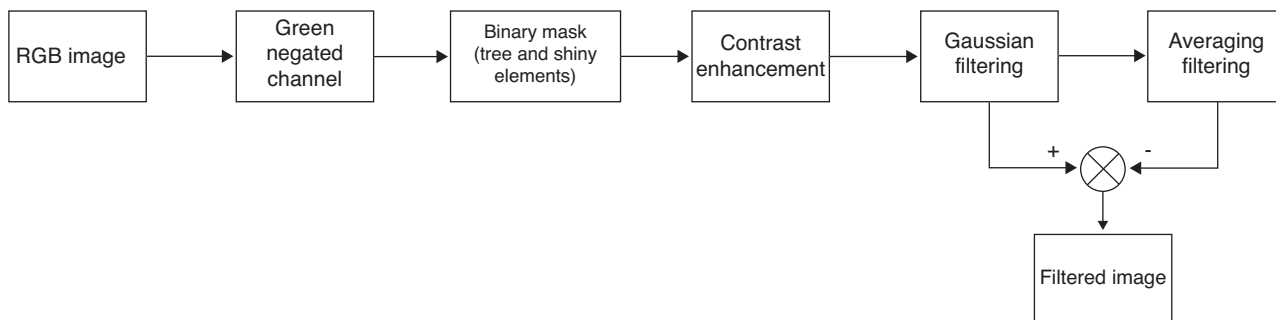 RGB image
Green
negated
channel
Binary mask
(tree and shiny
elements)
Contrast
enhancement
Gaussian
filtering
Averaging
filtering
+
-
Filtered image